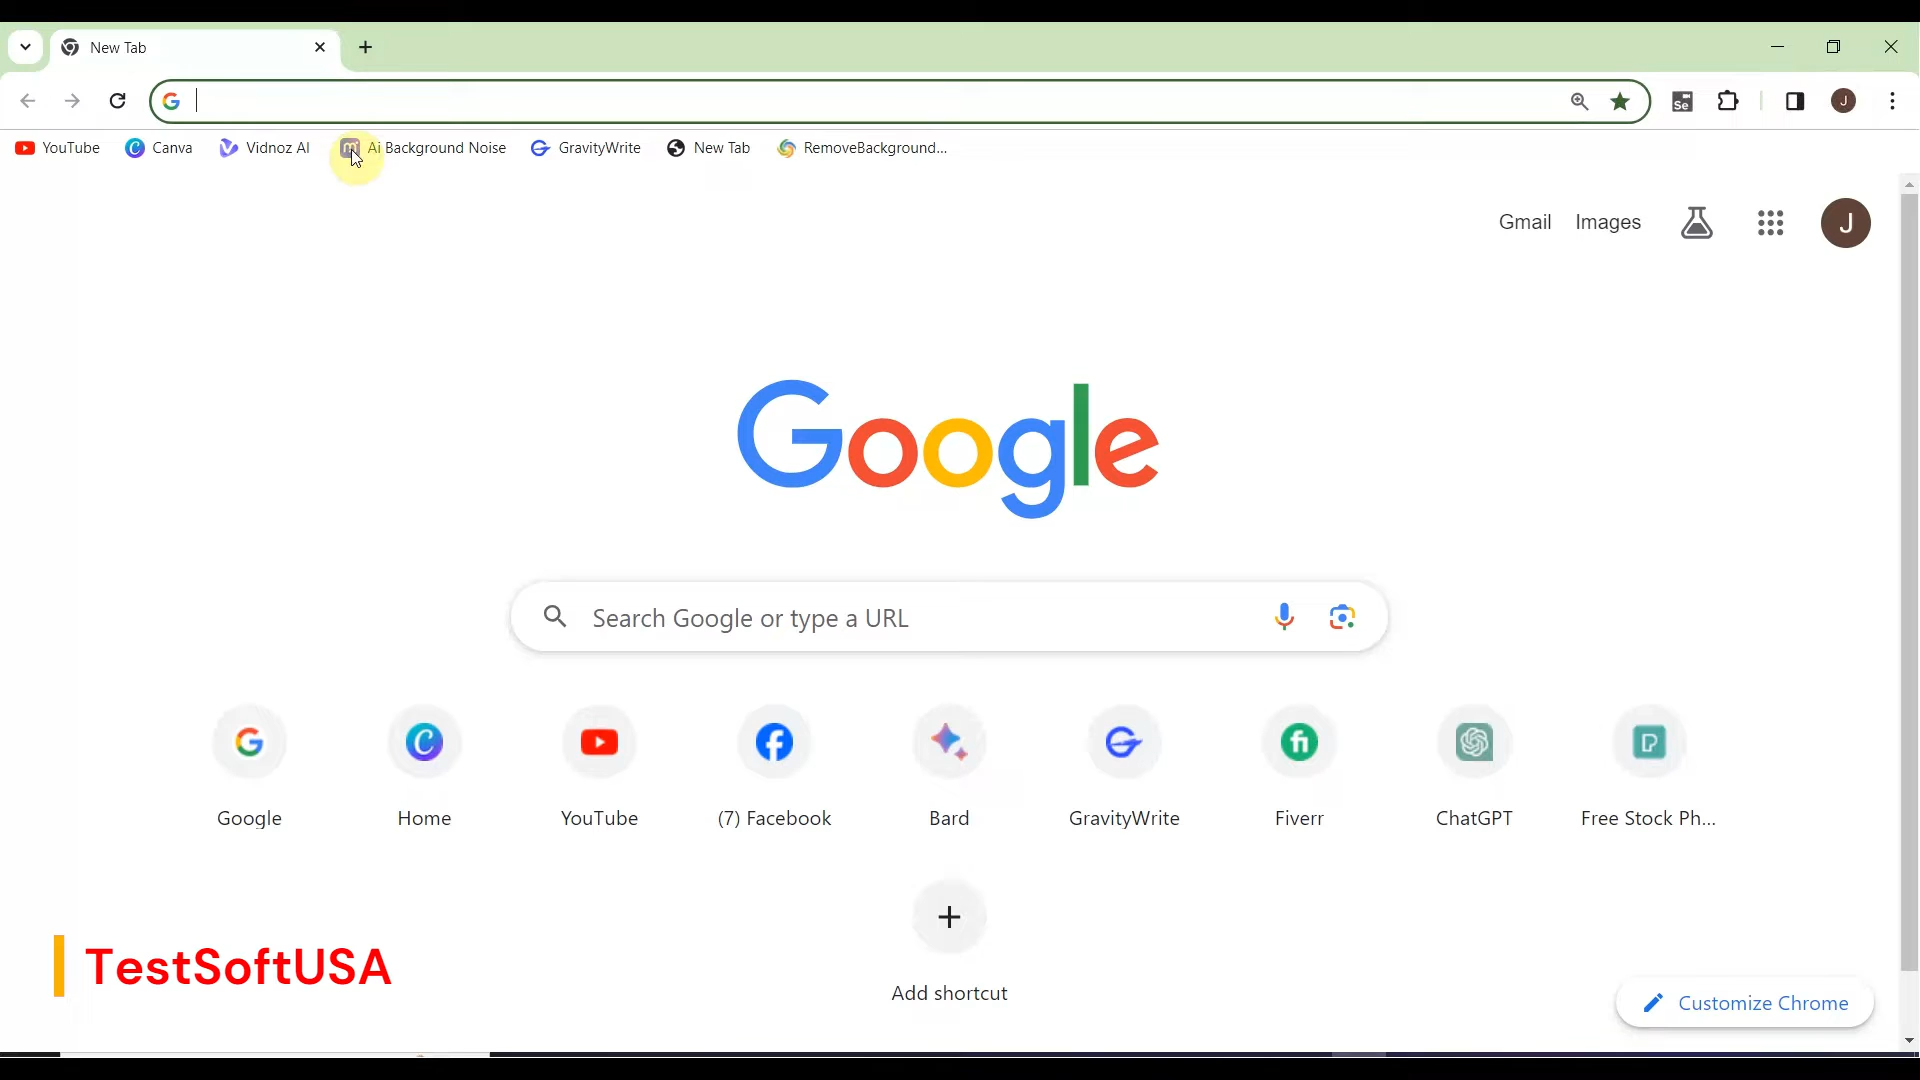 New Tab
Se
J
YouTube Canva Vidnoz AI m Ai Background Noise GravityWrite New Tab RemoveBackground...
Gmail Images J
Google
Search Google or type a URL
Google Home YouTube (7) Facebook Bard GravityWrite Fiverr ChatGPT Free Stock Ph...
Add shortcut
TestSoftUSA
Customize Chrome